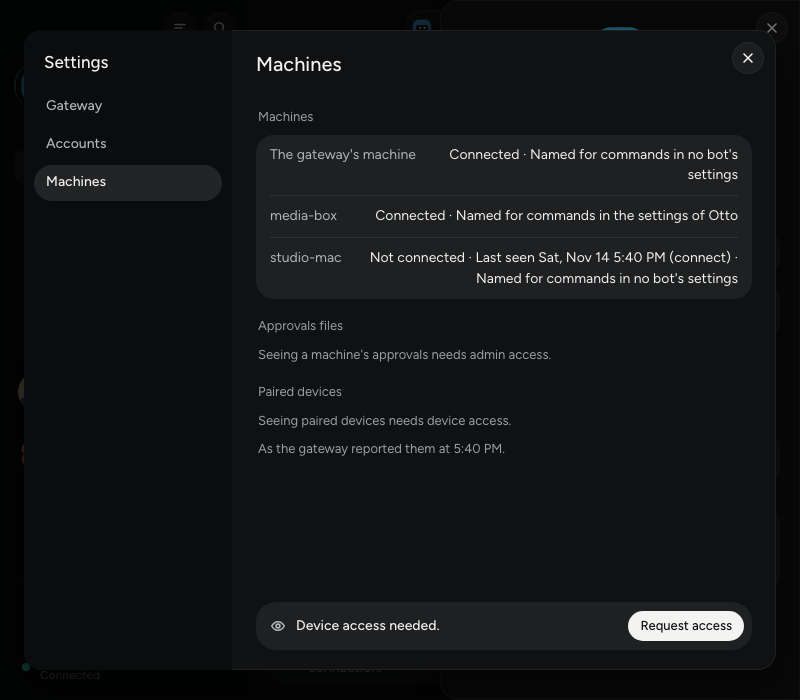 Settings
Gateway
Accounts
Machines
Machines
Machines
The gateway's machine
Connected · Named for commands in no bot's
settings
media-box
Connected · Named for commands in the settings of Otto
studio-mac
Not connected · Last seen Sat, Nov 14 5:40 PM (connect) ·
Named for commands in no bot's settings
Approvals files
Seeing a machine's approvals needs admin access.
Paired devices
Seeing paired devices needs device access.
As the gateway reported them at 5:40 PM.
Device access needed.
Request access
Connected
connection.